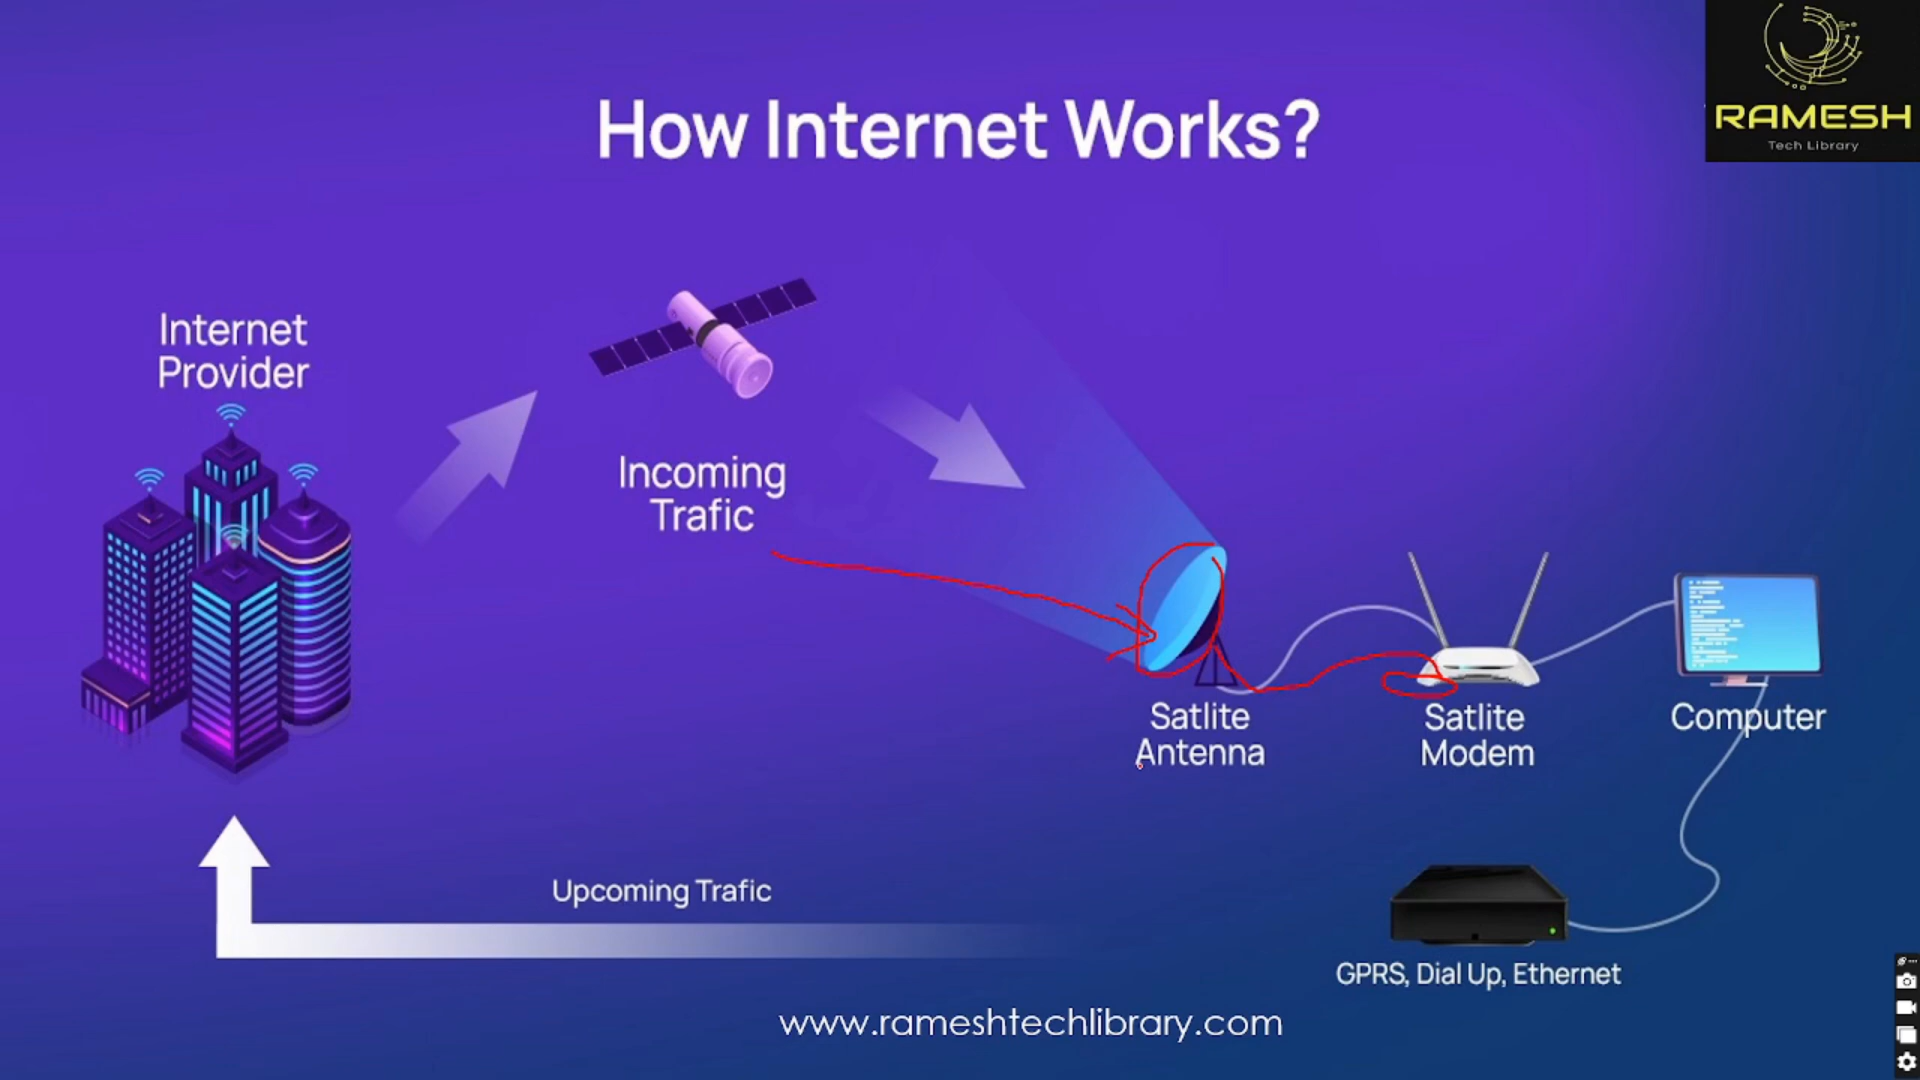 RAMESH
Tech Library
How Internet Works?
Internet
Provider
Incoming
Trafic
Satlite
Antenna
Satlite
Modem
Computer
Upcoming Trafic
GPRS, Dial Up, Ethernet
www.rameshtechlibrary.com